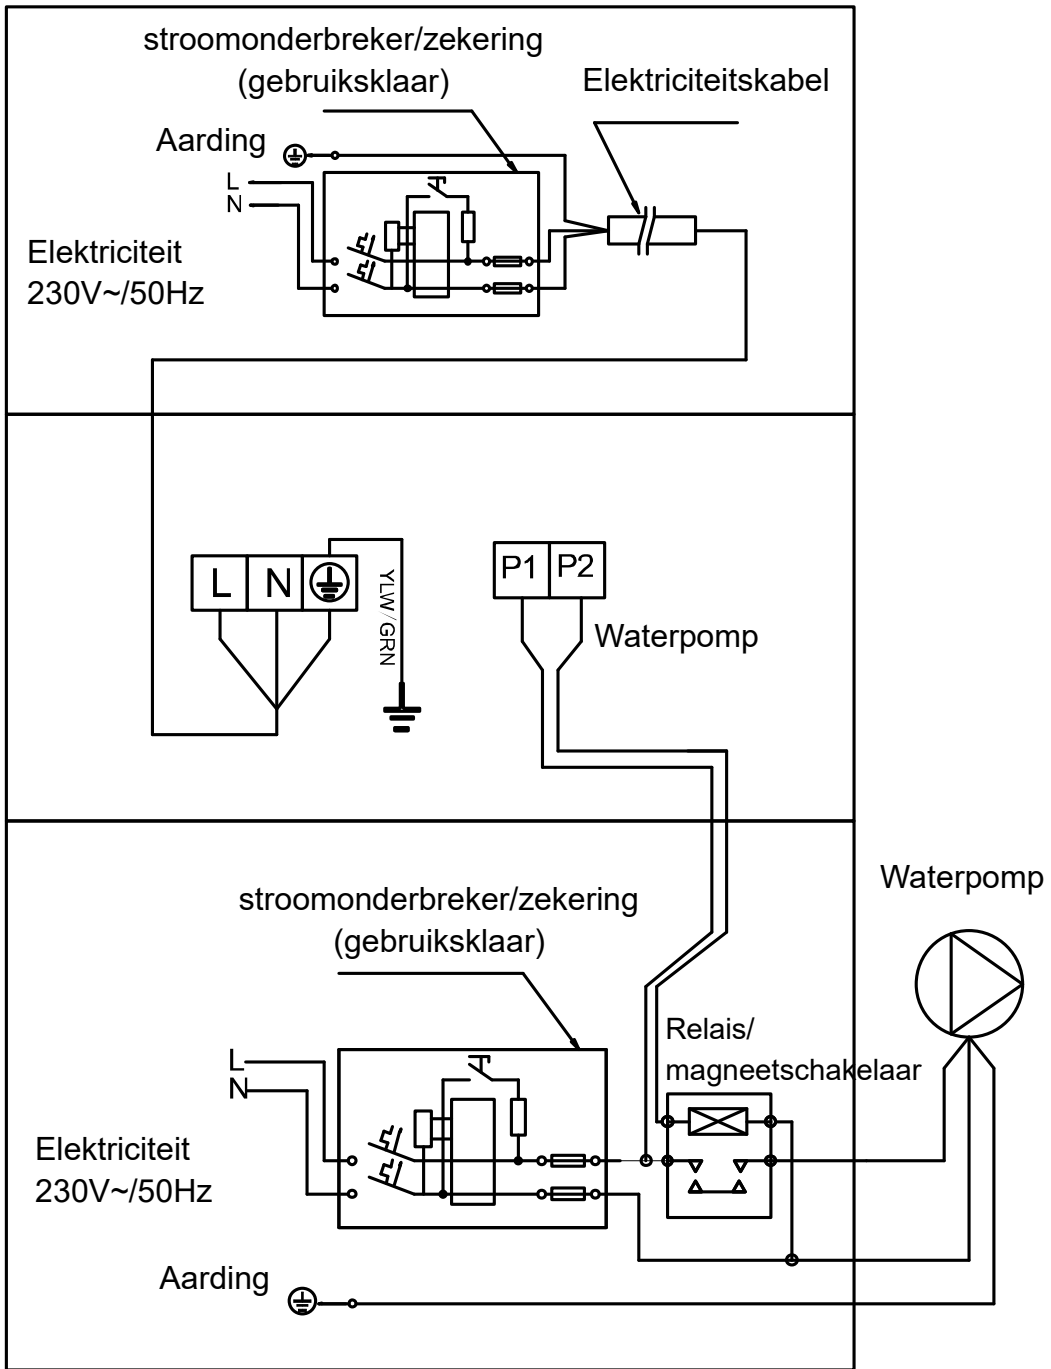 stroomonderbreker/zekering
(gebruiksklaar)
Elektriciteitskabel
Aarding
L
N
Elektriciteit
230V~/50Hz
L N
YLW/GRN
P1 P2
Waterpomp
Waterpomp
stroomonderbreker/zekering
(gebruiksklaar)
Relais/
magneetschakelaar
L
N
Elektriciteit
230V~/50Hz
Aarding